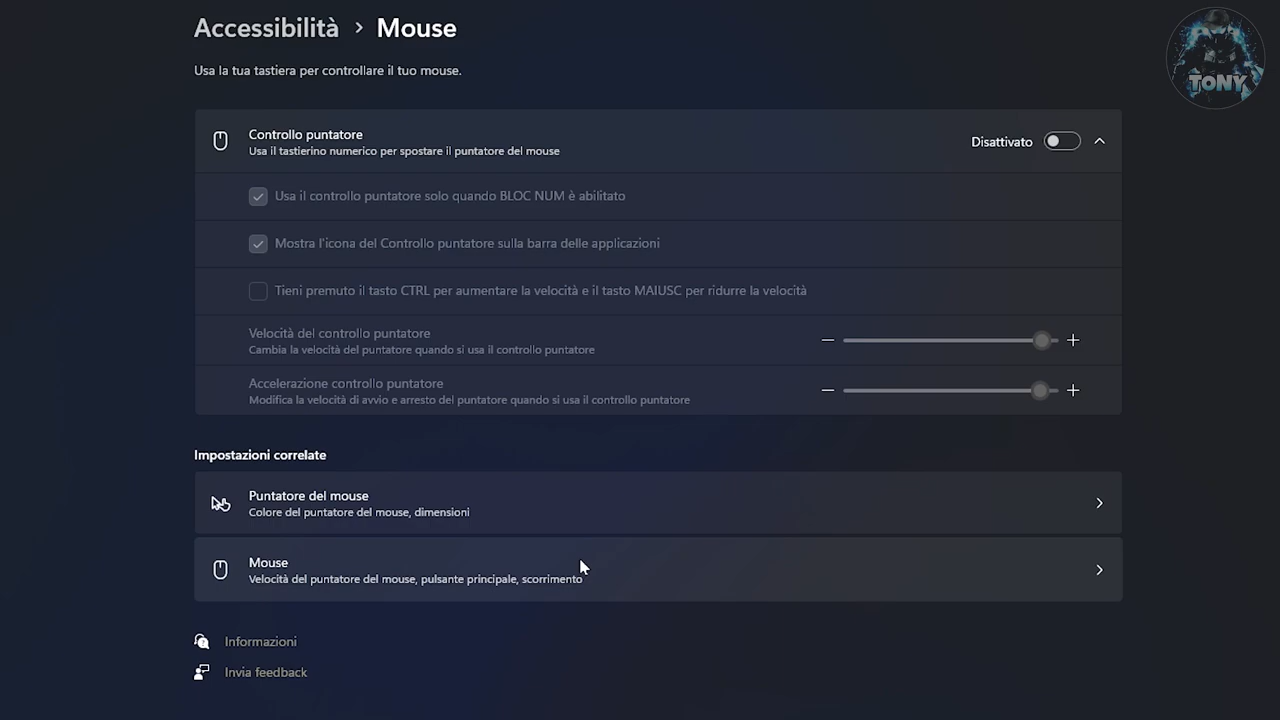 Accessibilità > Mouse
TONY
Usa la tua tastiera per controllare il tuo mouse.
Controllo puntatore
Usa il tastierino numerico per spostare il puntatore del mouse
Disattivato
Usa il controllo puntatore solo quando BLOC NUM è abilitato
Mostra l'icona del Controllo puntatore sulla barra delle applicazioni
Tieni premuto il tasto CTRL per aumentare la velocità e il tasto MAIUSC per ridurre la velocità
Velocità del controllo puntatore
Cambia la velocità del puntatore quando si usa il controllo puntatore
Accelerazione controllo puntatore
Modifica la velocità di avvio e arresto del puntatore quando si usa il controllo puntatore
Impostazioni correlate
Puntatore del mouse
Colore del puntatore del mouse, dimensioni
Mouse
Velocità del puntatore del mouse, pulsante principale, scorrimento
Informazioni
Invia feedback